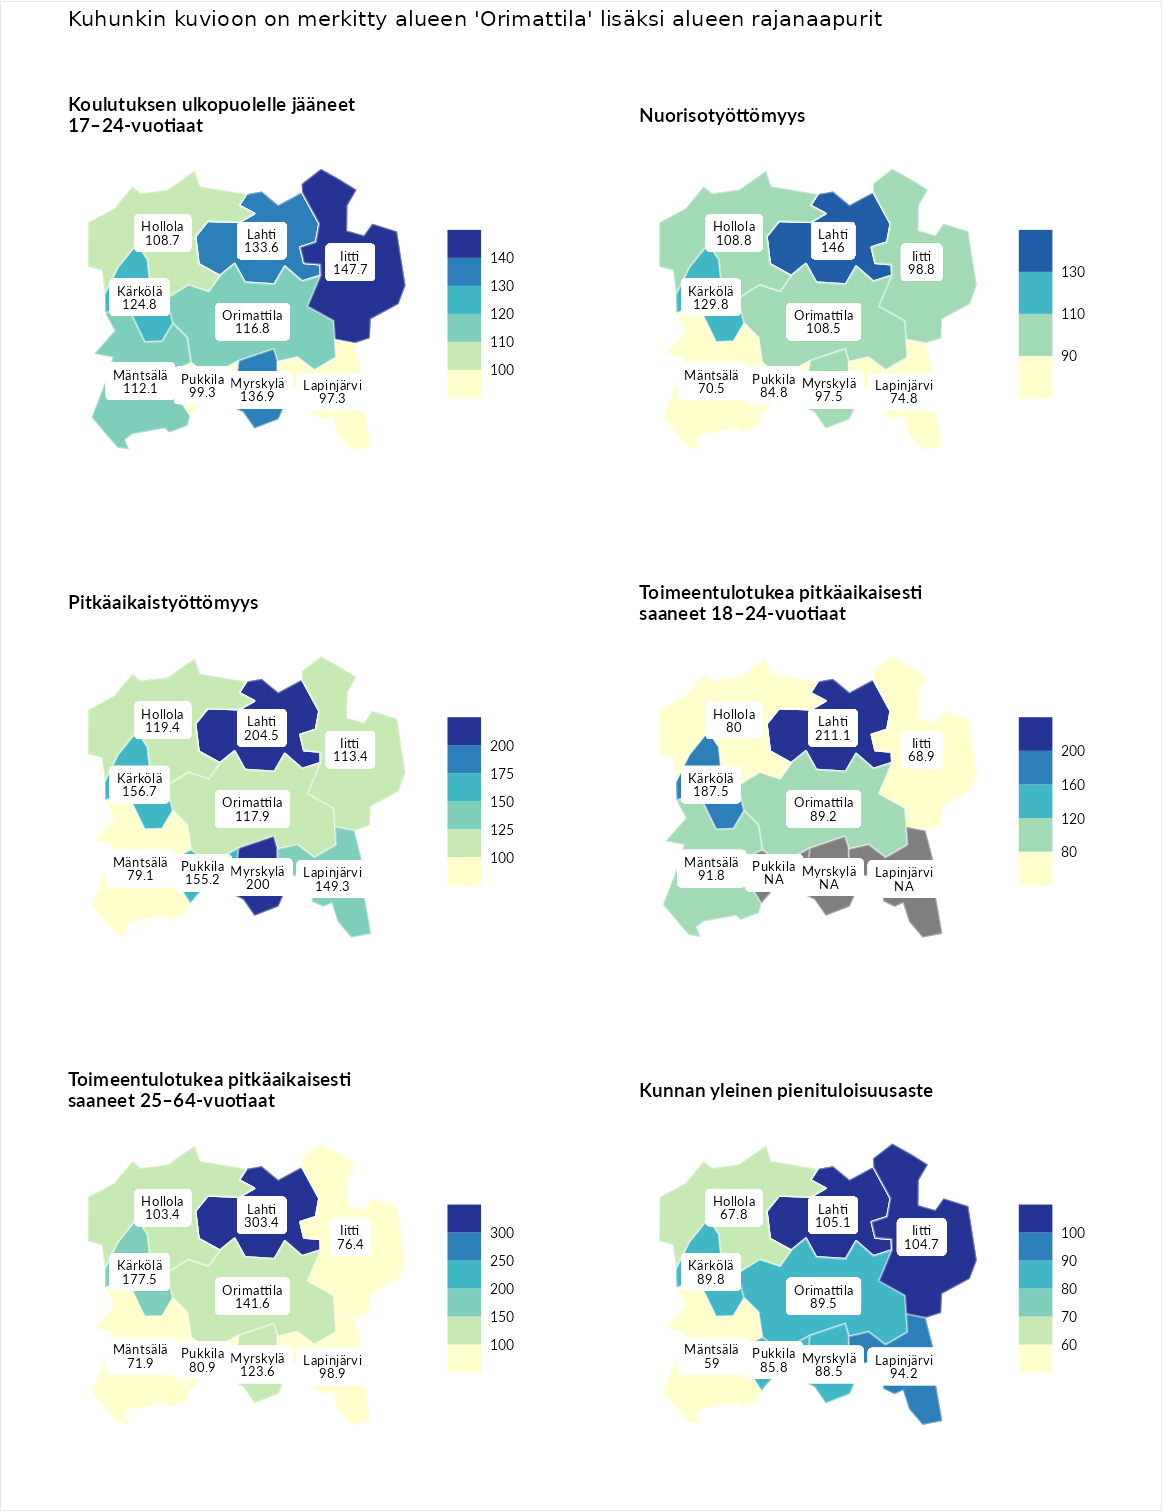 Kuhunkin kuvioon on merkitty alueen 'Orimattila' lisäksi alueen rajanaapurit
Koulutuksen ulkopuolelle jääneet
17–24-vuotiaat
Hollola
108.7
Lahti
133.6
Iitti
147.7
Kärkölä
124.8
Orimattila
116.8
Mäntsälä
112.1
Pukkila
99.3
Myrskylä
136.9
Lapinjärvi
97.3
140
130
120
110
100
Nuorisotyöttömyys
Hollola
108.8
Lahti
146
Iitti
98.8
Kärkölä
129.8
Orimattila
108.5
Mäntsälä
70.5
Pukkila
84.8
Myrskylä
97.5
Lapinjärvi
74.8
130
110
90
Pitkäaikaistyöttömyys
Hollola
119.4
Lahti
204.5
Iitti
113.4
Kärkölä
156.7
Orimattila
117.9
Mäntsälä
79.1
Pukkila
155.2
Myrskylä
200
Lapinjärvi
149.3
200
175
150
125
100
Toimeentulotukea pitkäaikaisesti
saaneet 18–24-vuotiaat
Hollola
80
Lahti
211.1
Iitti
68.9
Kärkölä
187.5
Orimattila
89.2
Mäntsälä
91.8
Pukkila
NA
Myrskylä
NA
Lapinjärvi
NA
200
160
120
80
Toimeentulotukea pitkäaikaisesti
saaneet 25–64-vuotiaat
Hollola
103.4
Lahti
303.4
Iitti
76.4
Kärkölä
177.5
Orimattila
141.6
Mäntsälä
71.9
Pukkila
80.9
Myrskylä
123.6
Lapinjärvi
98.9
300
250
200
150
100
Kunnan yleinen pienituloisuusaste
Hollola
67.8
Lahti
105.1
Iitti
104.7
Kärkölä
89.8
Orimattila
89.5
Mäntsälä
59
Pukkila
85.8
Myrskylä
88.5
Lapinjärvi
94.2
100
90
80
70
60